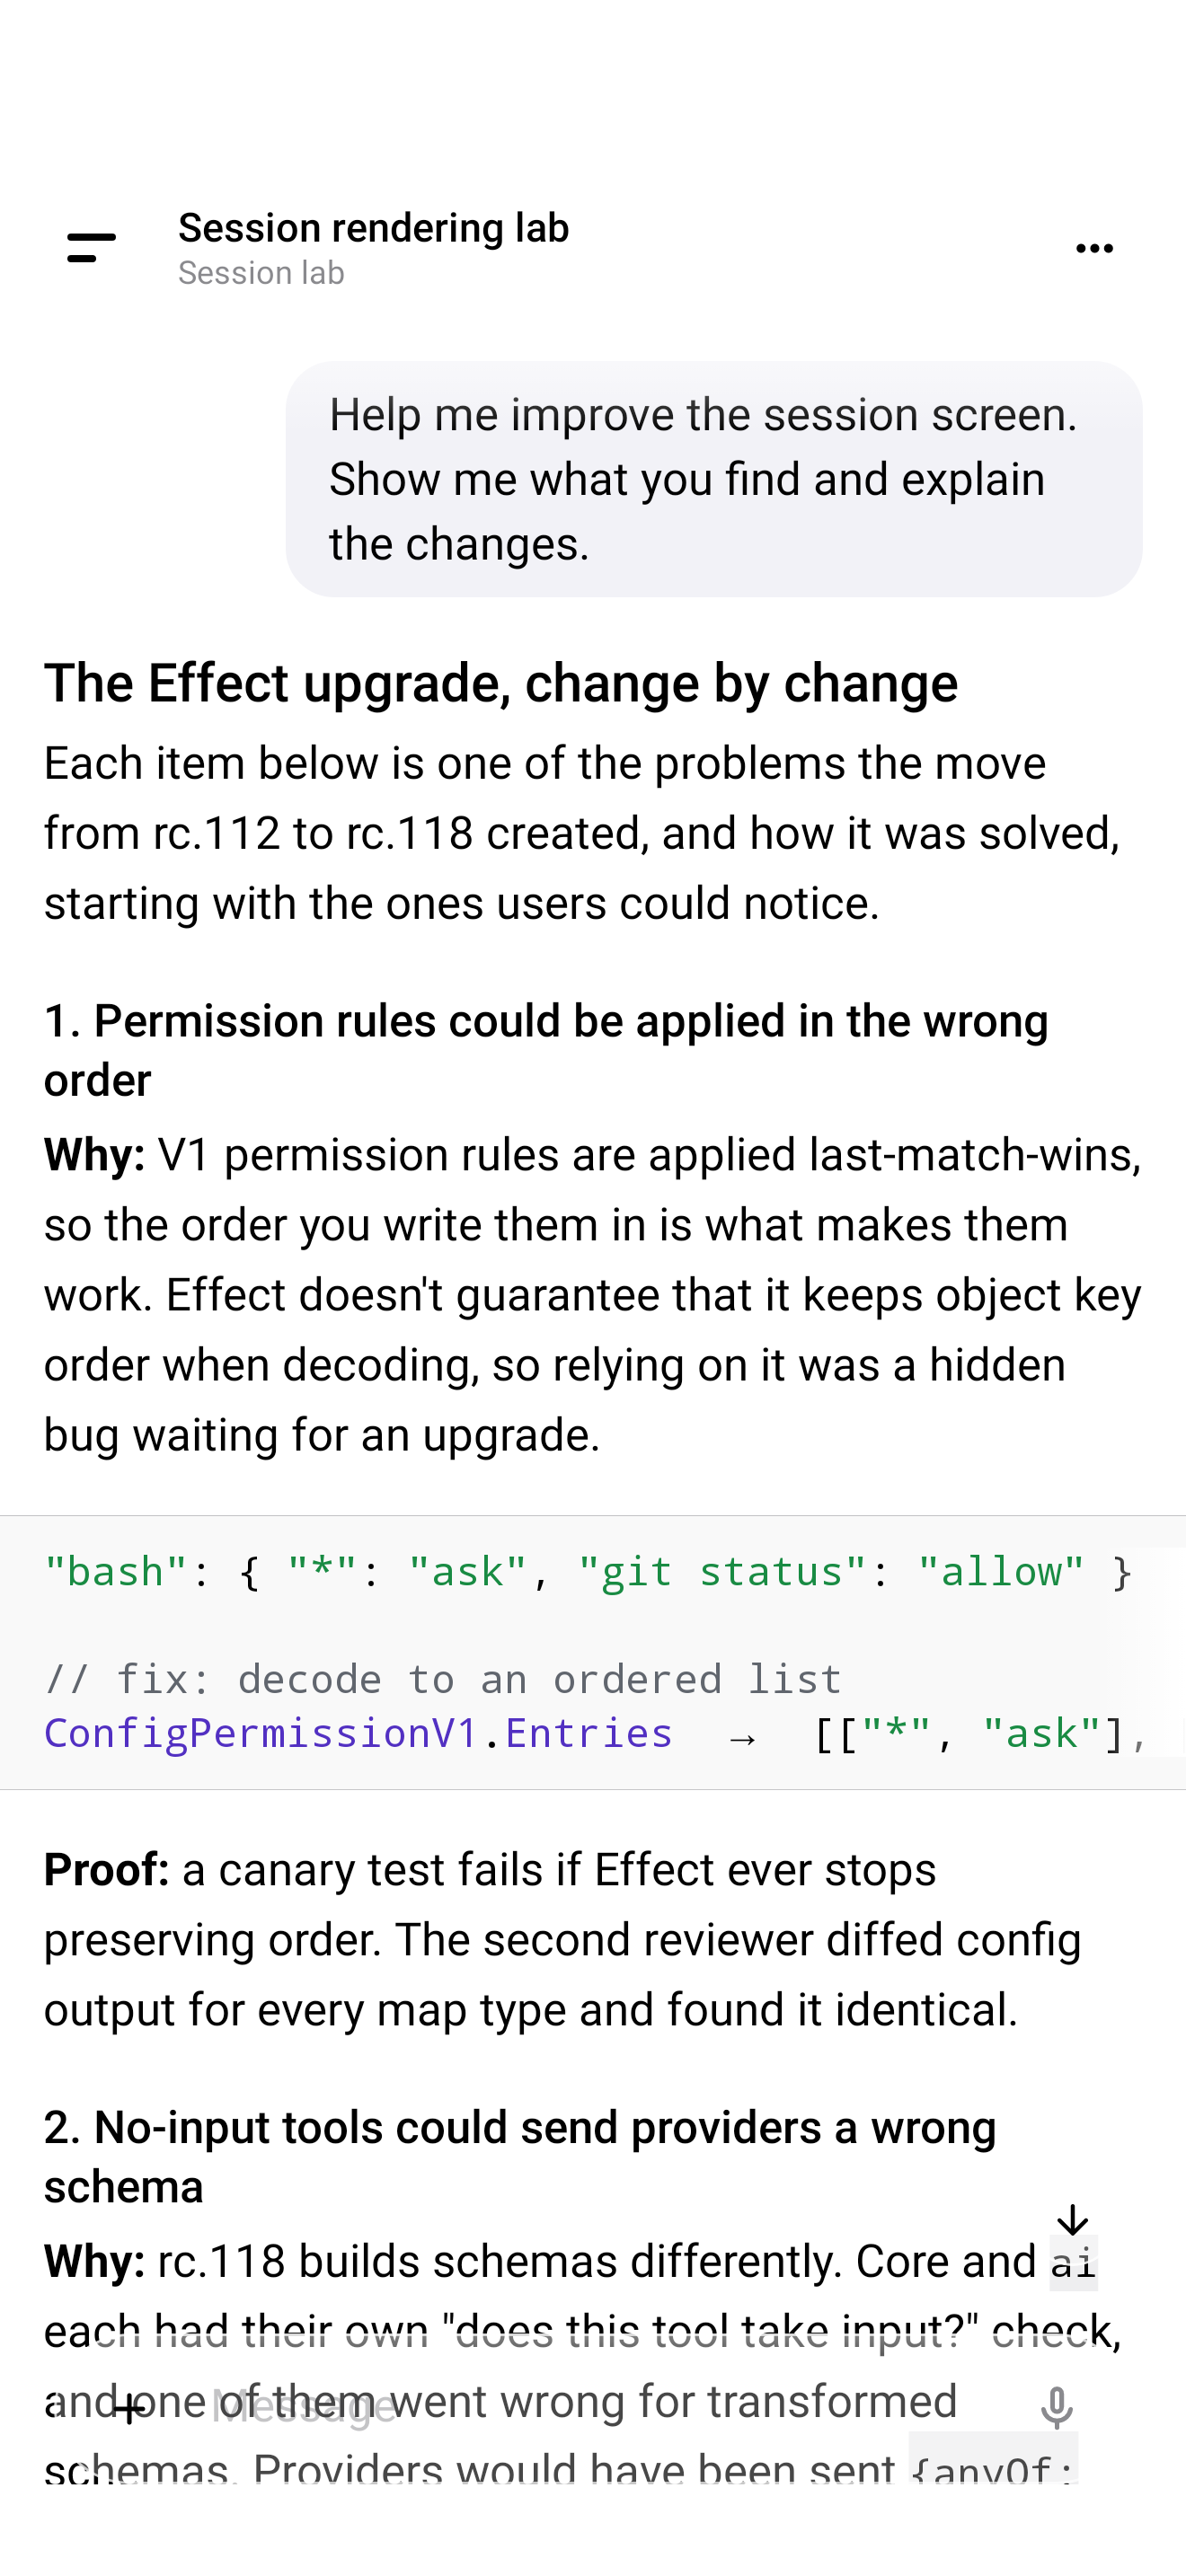 Session rendering lab
Session lab
Help me improve the session screen.
Show me what you find and explain
the changes.
The Effect upgrade, change by change
Each item below is one of the problems the move
from rc.112 to rc.118 created, and how it was solved,
starting with the ones users could notice.
1. Permission rules could be applied in the wrong
order
Why: V1 permission rules are applied last-match-wins,
so the order you write them in is what makes them
work. Effect doesn't guarantee that it keeps object key
order when decoding, so relying on it was a hidden
bug waiting for an upgrade.
"bash": { "*": "ask", "git status": "allow" }
// fix: decode to an ordered list
ConfigPermissionV1.Entries → [["*", "ask"],
Proof: a canary test fails if Effect ever stops
preserving order. The second reviewer diffed config
output for every map type and found it identical.
2. No-input tools could send providers a wrong
schema
Why: rc.118 builds schemas differently. Core and ai
each had their own "does this tool take input?" check,
and one of them went wrong for transformed
Message
schemas. Providers would have been sent {anyOf: